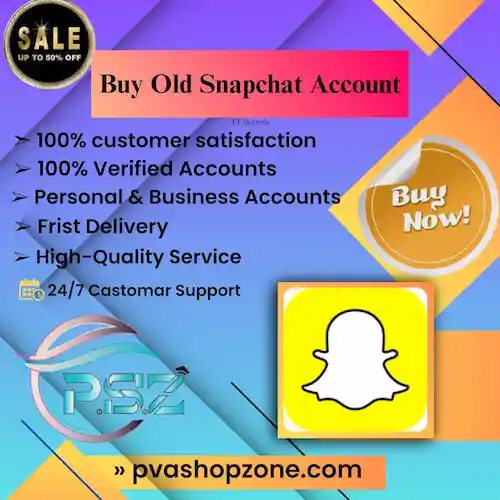 SALE
UP TO 50% OFF
Buy Old Snapchat Account
➢ 100% customer satisfaction
➢ 100% Verified Accounts
➢ Personal & Business Accounts
➢ Frist Delivery
➢ High-Quality Service
24/7 Castomar Support
Buy
Now!
P.S.Z
» pvashopzone.com